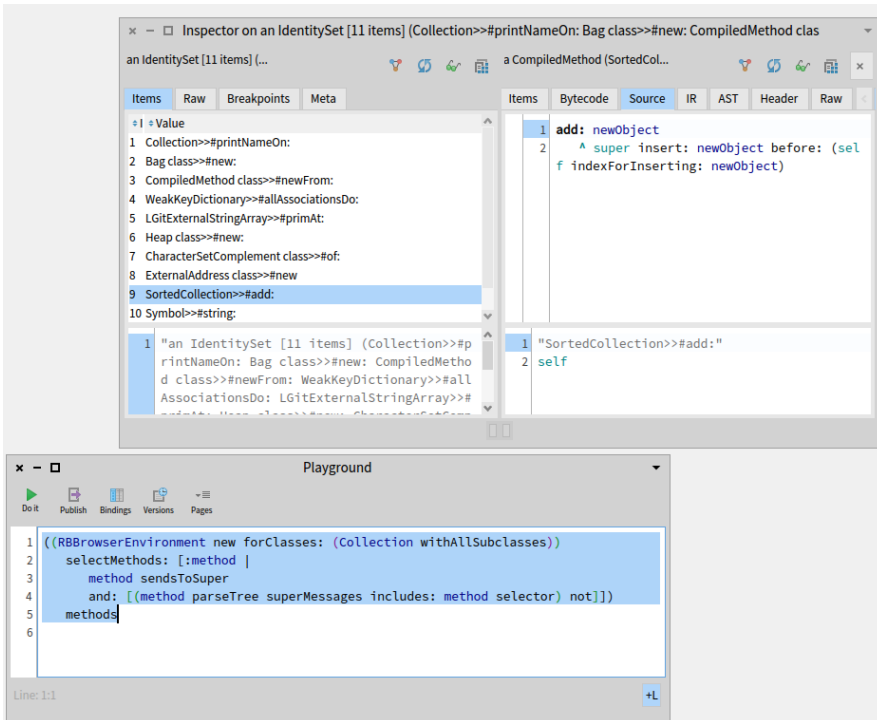 Inspector on an IdentitySet [11 items] (Collection>>#printNameOn: Bag class>>#new: CompiledMethod clas
an IdentitySet [11 items] (...
a CompiledMethod (SortedCol...
Items Raw Breakpoints Meta
Items Bytecode Source IR AST Header Raw
I Value
1 Collection>>#printNameOn:
2 Bag class>>#new:
3 CompiledMethod class>>#newFrom:
4 WeakKeyDictionary>>#allAssociationsDo:
5 LGitExternalStringArray>>#primAt:
6 Heap class>>#new:
7 CharacterSetComplement class>>#of:
8 ExternalAddress class>>#new
9 SortedCollection>>#add:
10 Symbol>>#string:
1 add: newObject
2 ^ super insert: newObject before: (sel
f indexForInserting: newObject)
1 "an IdentitySet [11 items] (Collection>>#p
rintNameOn: Bag class>>#new: CompiledMetho
d class>>#newFrom: WeakKeyDictionary>>#all
AssociationsDo: LGitExternalStringArray>>#
primAt: Heap class>>#new: CharacterSetComp
1 "SortedCollection>>#add:"
2 self
Playground
Do it Publish Bindings Versions Pages
1 ((RBBrowserEnvironment new forClasses: (Collection withAllSubclasses))
2 selectMethods: [:method |
3 method sendsToSuper
4 and: [(method parseTree superMessages includes: method selector) not]])
5 methods
6
Line: 1:1
+L